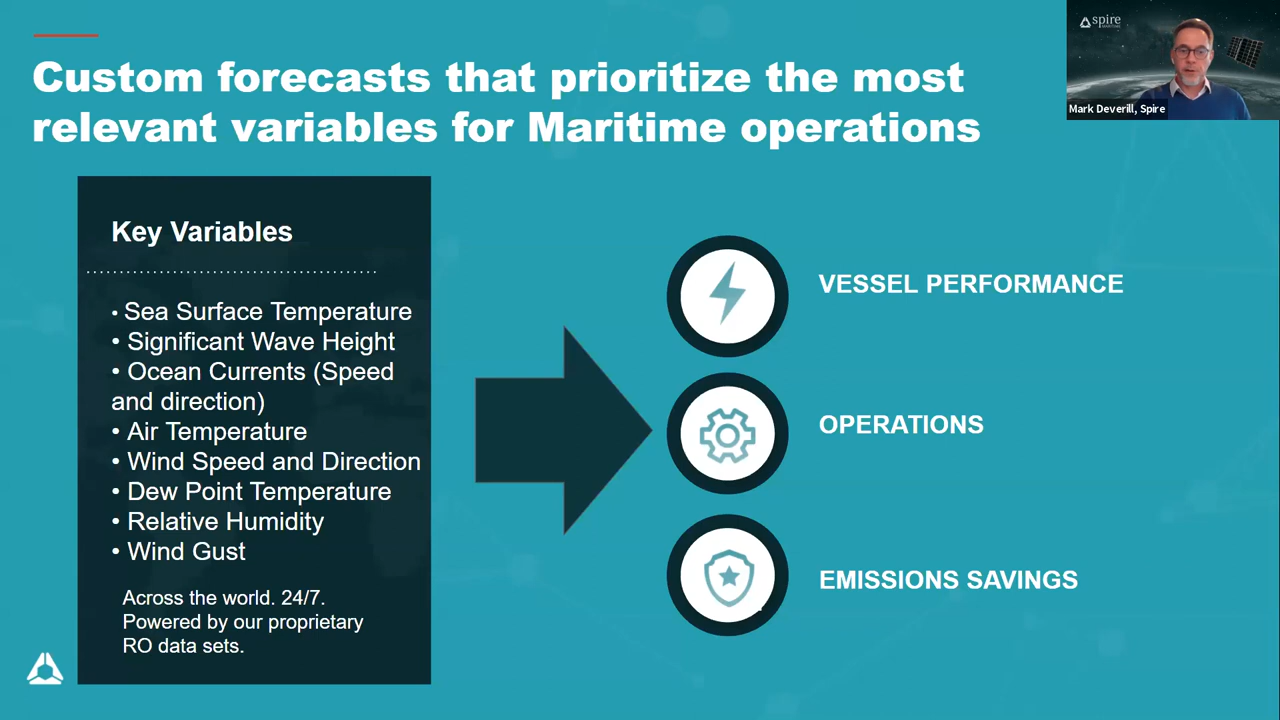 Custom forecasts that prioritize the most
relevant variables for Maritime operations
spire
Mark Deverill, Spire
Key Variables
• Sea Surface Temperature
• Significant Wave Height
• Ocean Currents (Speed
and direction)
• Air Temperature
• Wind Speed and Direction
• Dew Point Temperature
• Relative Humidity
• Wind Gust
Across the world. 24/7.
Powered by our proprietary
RO data sets.
VESSEL PERFORMANCE
OPERATIONS
EMISSIONS SAVINGS